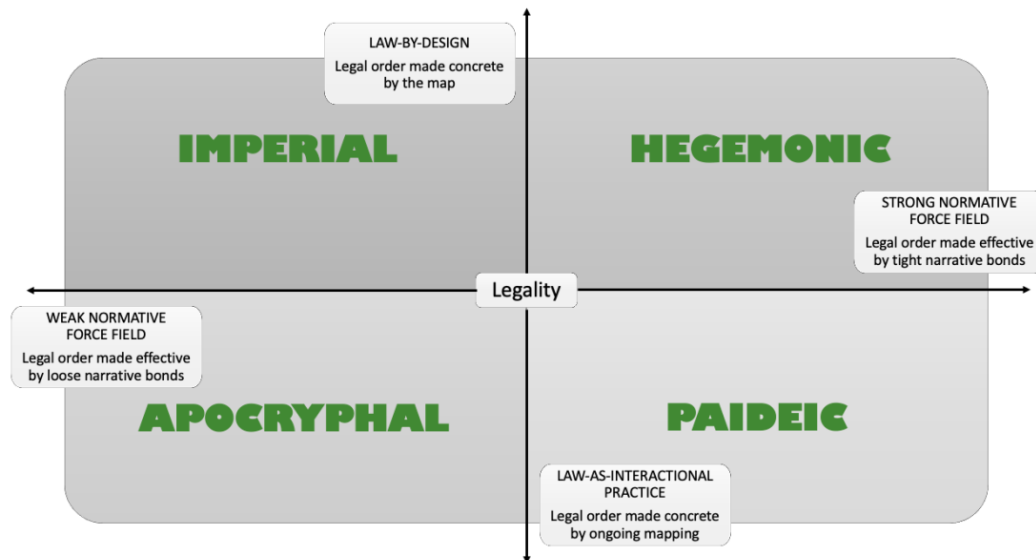 LAW-BY-DESIGN
Legal order made concrete
by the map
IMPERIAL
HEGEMONIC
STRONG NORMATIVE
FORCE FIELD
Legal order made effective
by tight narrative bonds
Legality
WEAK NORMATIVE
FORCE FIELD
Legal order made effective
by loose narrative bonds
APOCRYPHAL
PAIDEIC
LAW-AS-INTERACTIONAL
PRACTICE
Legal order made concrete
by ongoing mapping